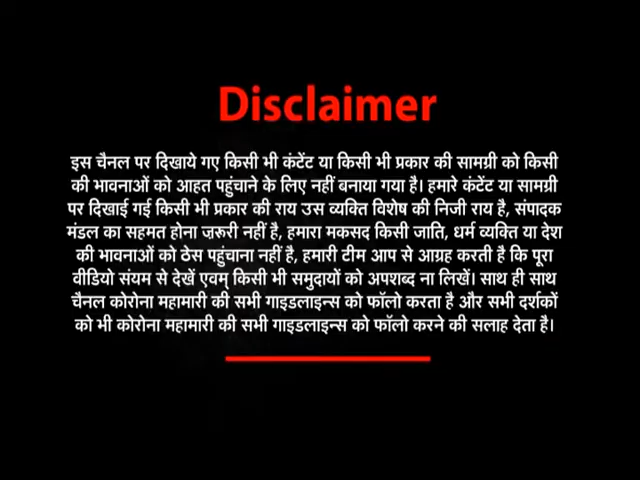 Disclaimer
इस चैनल पर दिखाये गए किसी भी कंटेंट या किसी भी प्रकार की सामग्री को किसी
की भावनाओं को आहत पहुंचाने के लिए नहीं बनाया गया है। हमारे कंटेंट या सामग्री
पर दिखाई गई किसी भी प्रकार की राय उस व्यक्ति विशेष की निजी राय है, संपादक
मंडल का सहमत होना ज़रूरी नहीं है, हमारा मकसद किसी जाति, धर्म व्यक्ति या देश
की भावनाओं को ठेस पहुंचाना नहीं है, हमारी टीम आप से आग्रह करती है कि पूरा
वीडियो संयम से देखें एवम् किसी भी समुदायों को अपशब्द ना लिखें। साथ ही साथ
चैनल कोरोना महामारी की सभी गाइडलाइन्स को फॉलो करता है और सभी दर्शकों
को भी कोरोना महामारी की सभी गाइडलाइन्स को फॉलो करने की सलाह देता है।